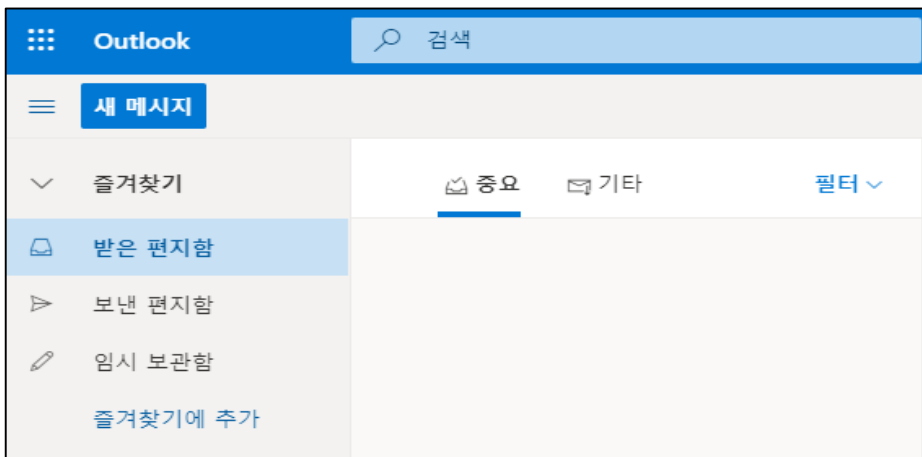 Outlook
검색
새 메시지
즐겨찾기
중요 기타 필터
받은 편지함
보낸 편지함
임시 보관함
즐겨찾기에 추가